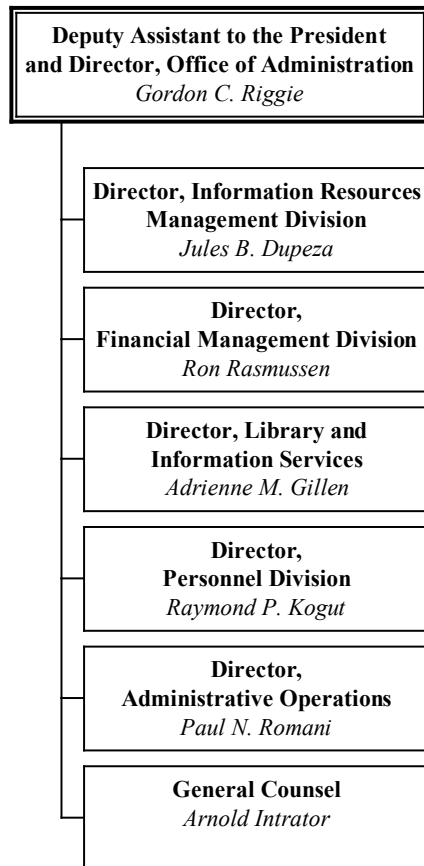 Deputy Assistant to the President
and Director, Office of Administration
Gordon C. Riggie
Director, Information Resources
Management Division
Jules B. Dupeza
Director,
Financial Management Division
Ron Rasmussen
Director, Library and
Information Services
Adrienne M. Gillen
Director,
Personnel Division
Raymond P. Kogut
Director,
Administrative Operations
Paul N. Romani
General Counsel
Arnold Intrator